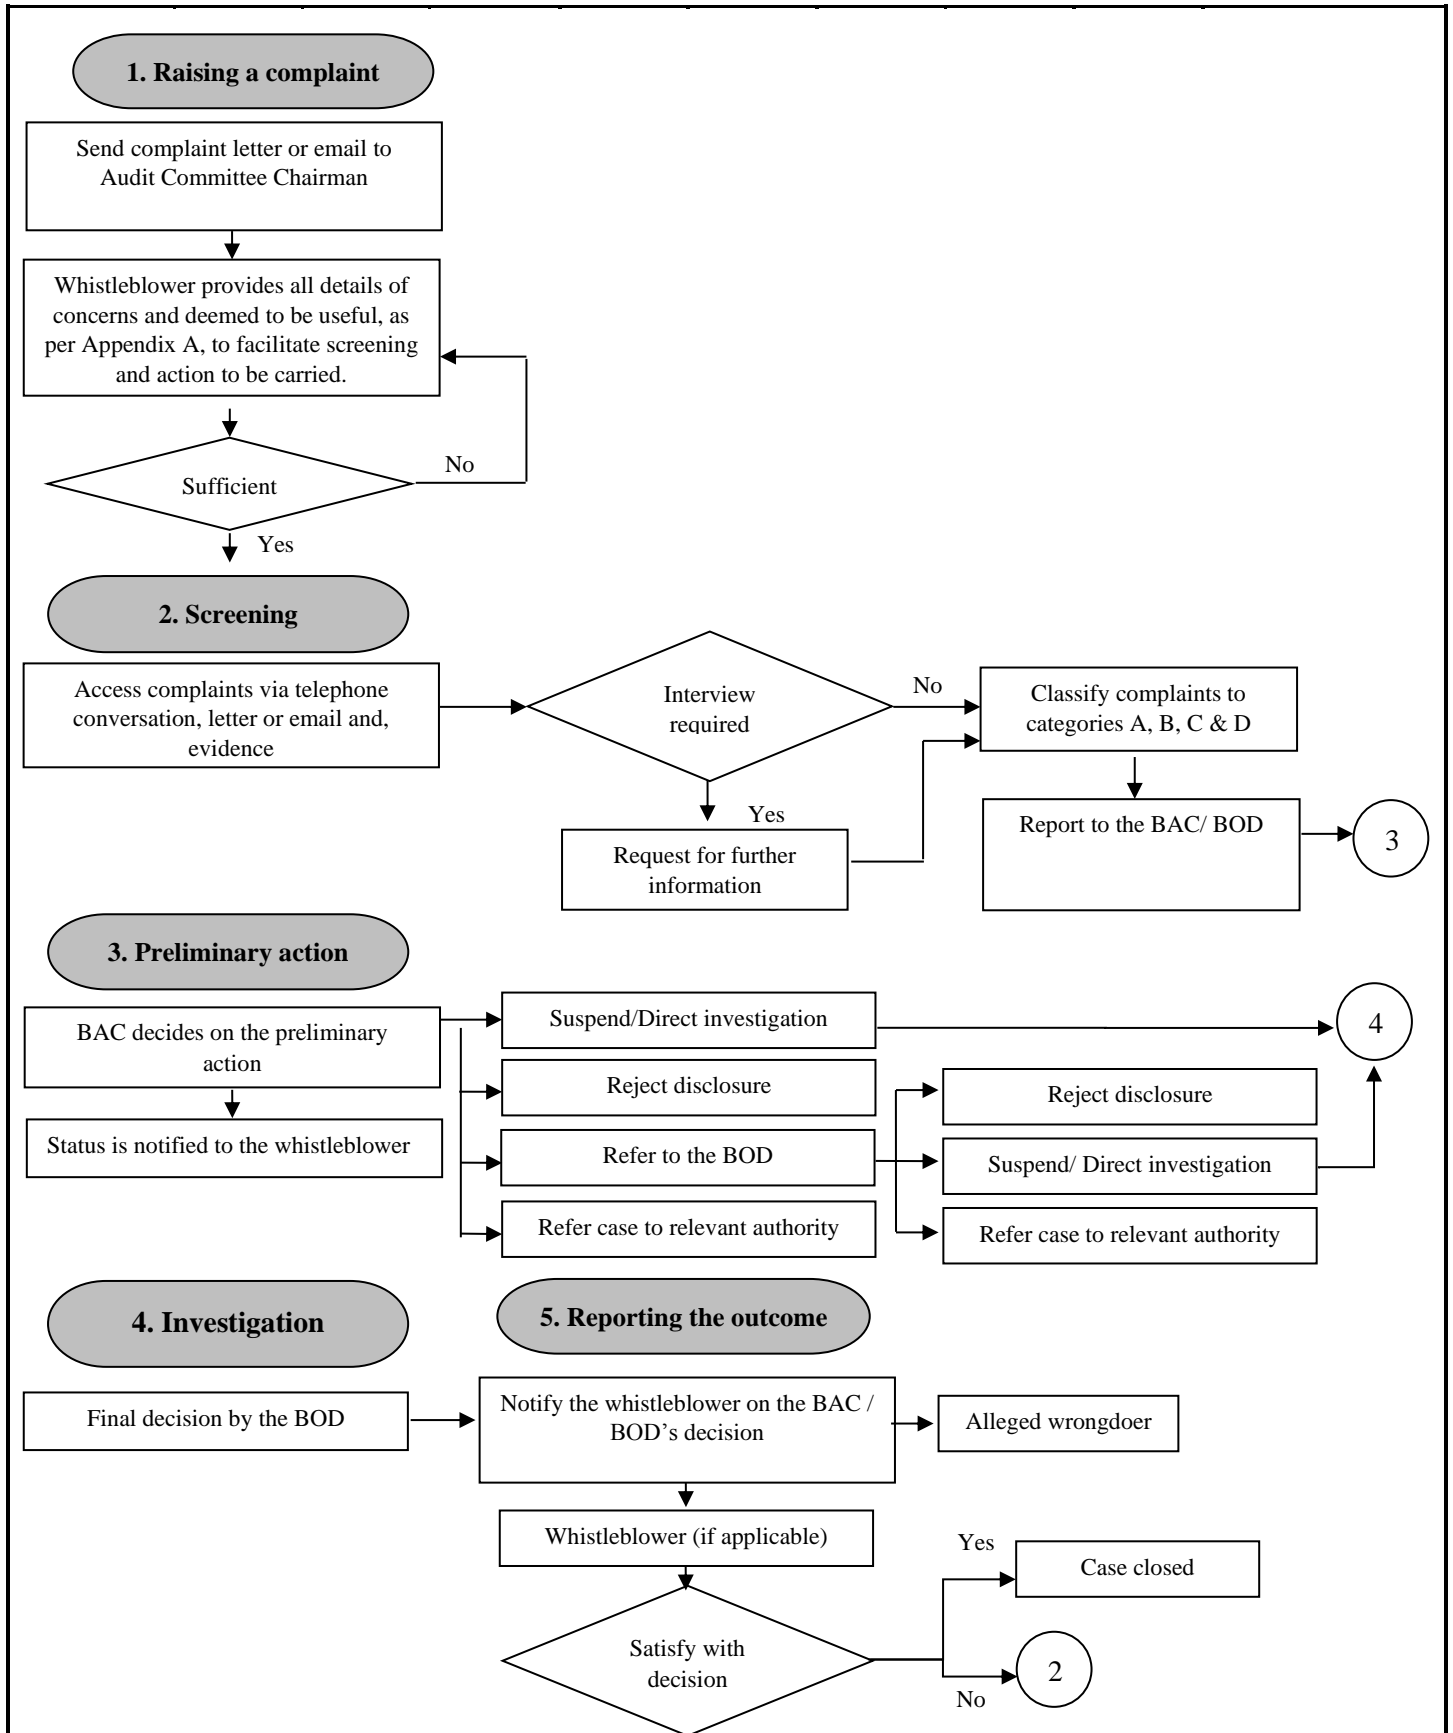 1. Raising a complaint
Send complaint letter or email to
Audit Committee Chairman
Whistleblower provides all details of
concerns and deemed to be useful, as
per Appendix A, to facilitate screening
and action to be carried.
No
Sufficient
Yes
2. Screening
Access complaints via telephone
conversation, letter or email and,
evidence
Interview
required
No
Classify complaints to
categories A, B, C & D
Yes
Request for further
information
Report to the BAC/ BOD
3
3. Preliminary action
BAC decides on the preliminary
action
Status is notified to the whistleblower
Suspend/Direct investigation
4
Reject disclosure
Refer to the BOD
Refer case to relevant authority
Reject disclosure
Suspend/ Direct investigation
Refer case to relevant authority
4. Investigation
5. Reporting the outcome
Final decision by the BOD
Notify the whistleblower on the BAC /
BOD’s decision
Alleged wrongdoer
Whistleblower (if applicable)
Satisfy with
decision
Yes
Case closed
No
2